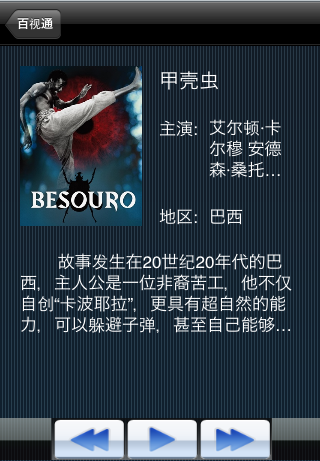 百视通
甲壳虫
主演:
艾尔顿·卡
尔穆 安德
森·桑托...
BESOURO
地区:
巴西
故事发生在20世纪20年代的巴
西，主人公是一位非裔苦工，他不仅
自创“卡波耶拉”，更具有超自然的能
力，可以躲避子弹，甚至自己能够...